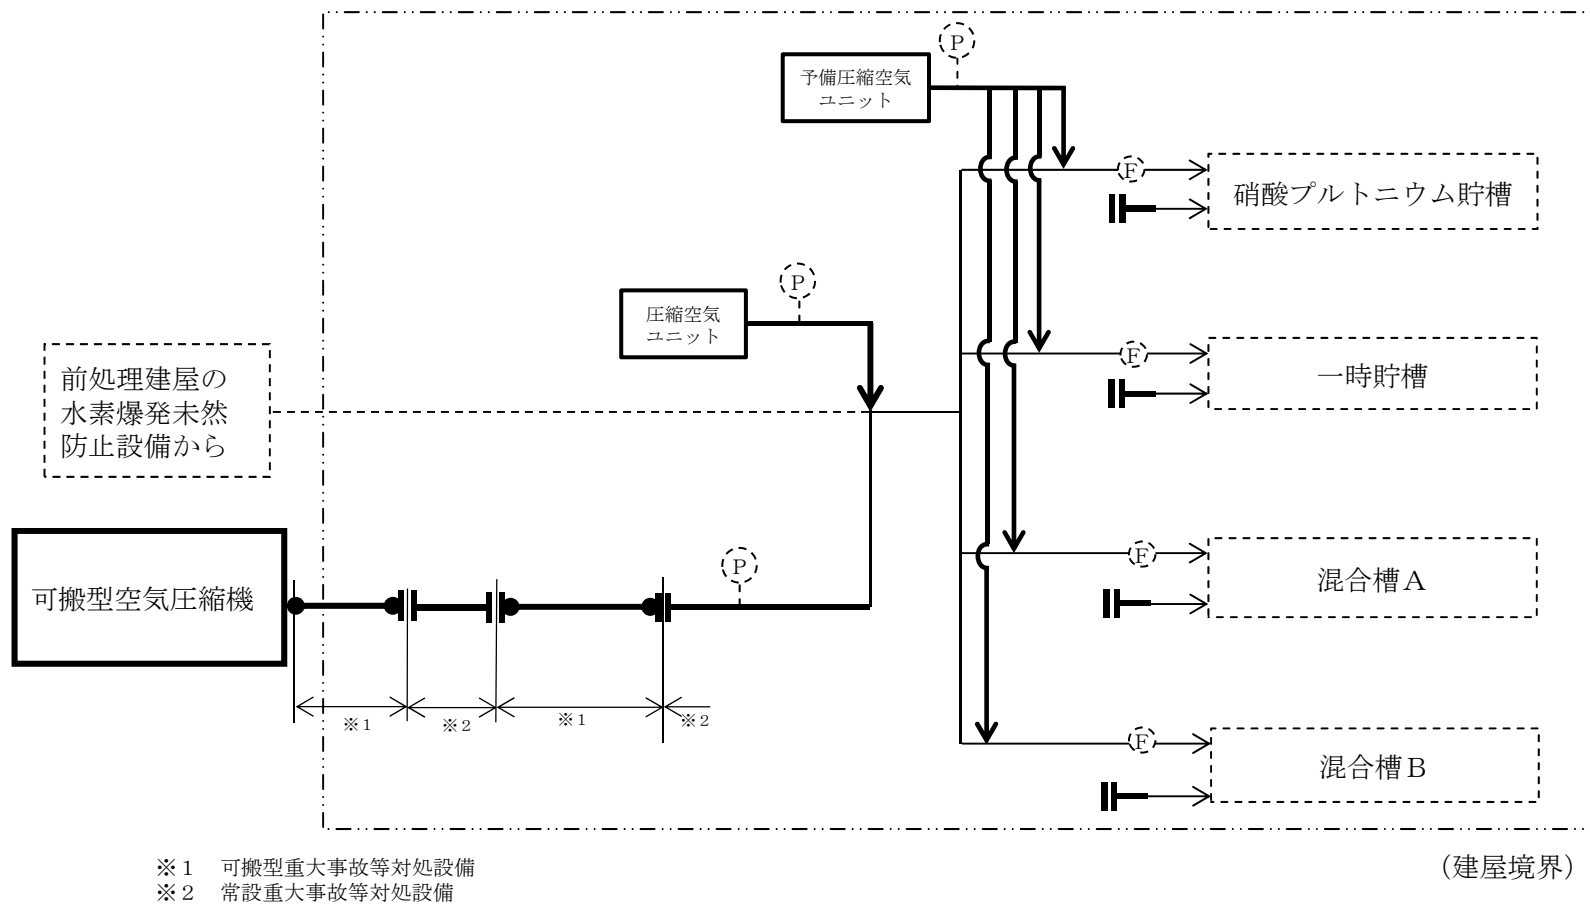 P
予備圧縮空気
ユニット
F
硝酸プルトニウム貯槽
P
圧縮空気
ユニット
F
一時貯槽
前処理建屋の
水素爆発未然
防止設備から
可搬型空気圧縮機
P
F
混合槽A
※1
※2
※1
※2
F
混合槽B
(建屋境界)
※1 可搬型重大事故等対処設備
※2 常設重大事故等対処設備